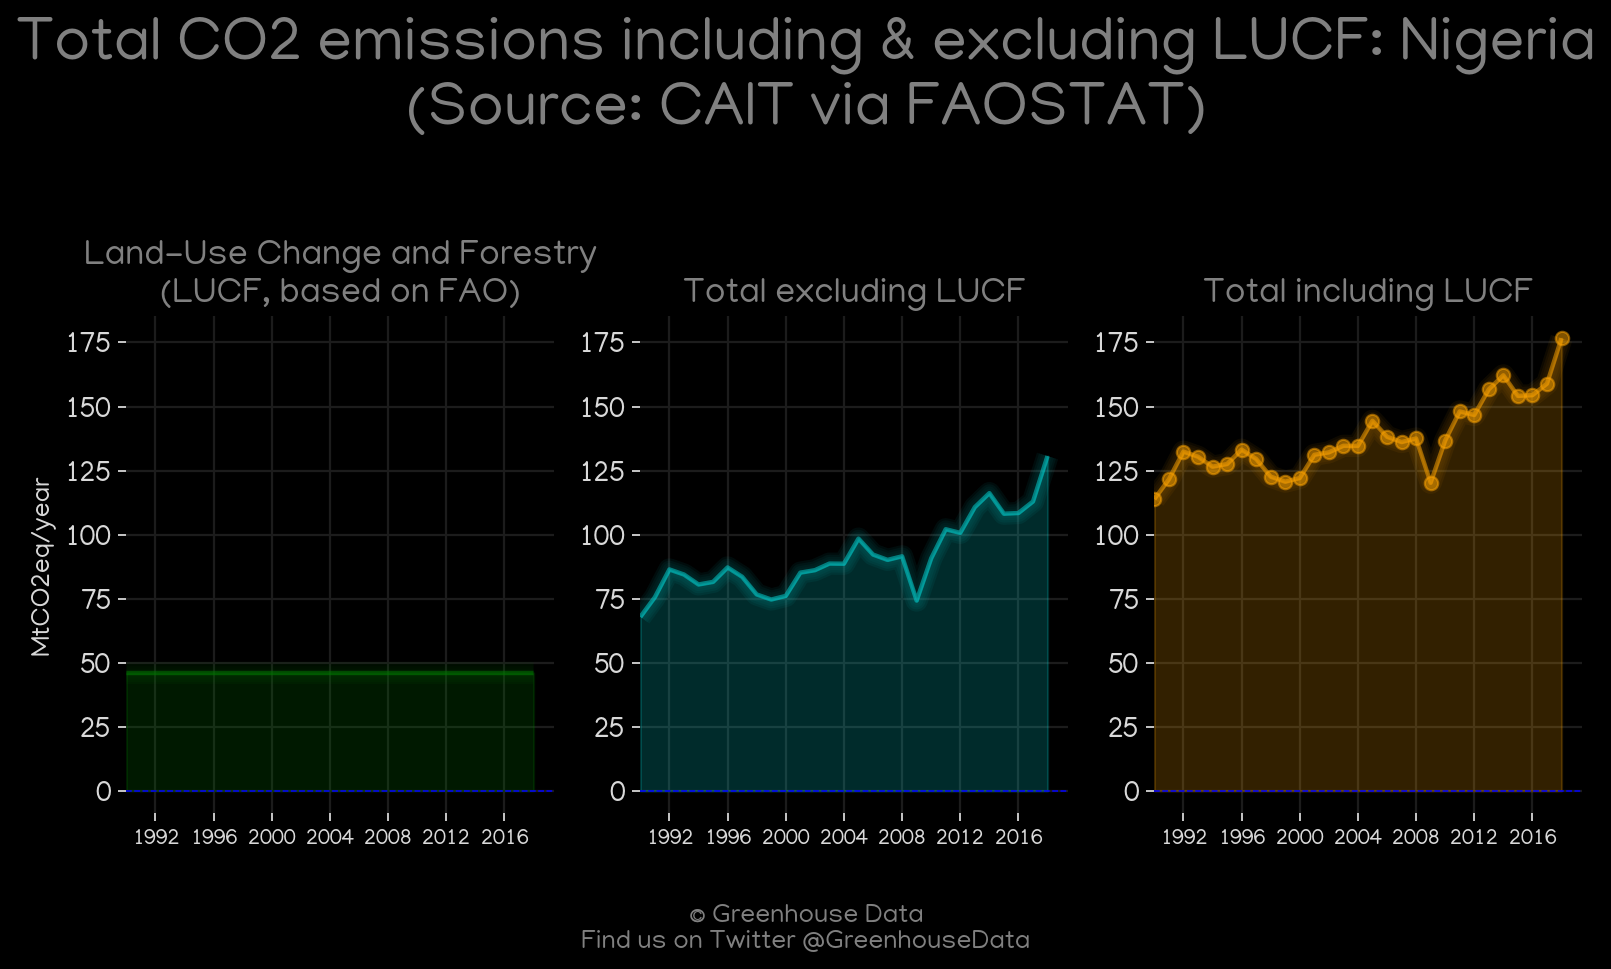 Total CO2 emissions including & excluding LUCF: Nigeria
(Source: CAIT via FAOSTAT)
Land-Use Change and Forestry
(LUCF, based on FAO)
MtCO2eq/year
175
150
125
100
75
50
25
0
1992 1996 2000 2004 2008 2012 2016
Total excluding LUCF
175
150
125
100
75
50
25
0
1992 1996 2000 2004 2008 2012 2016
Total including LUCF
175
150
125
100
75
50
25
0
1992 1996 2000 2004 2008 2012 2016
© Greenhouse Data
Find us on Twitter @GreenhouseData